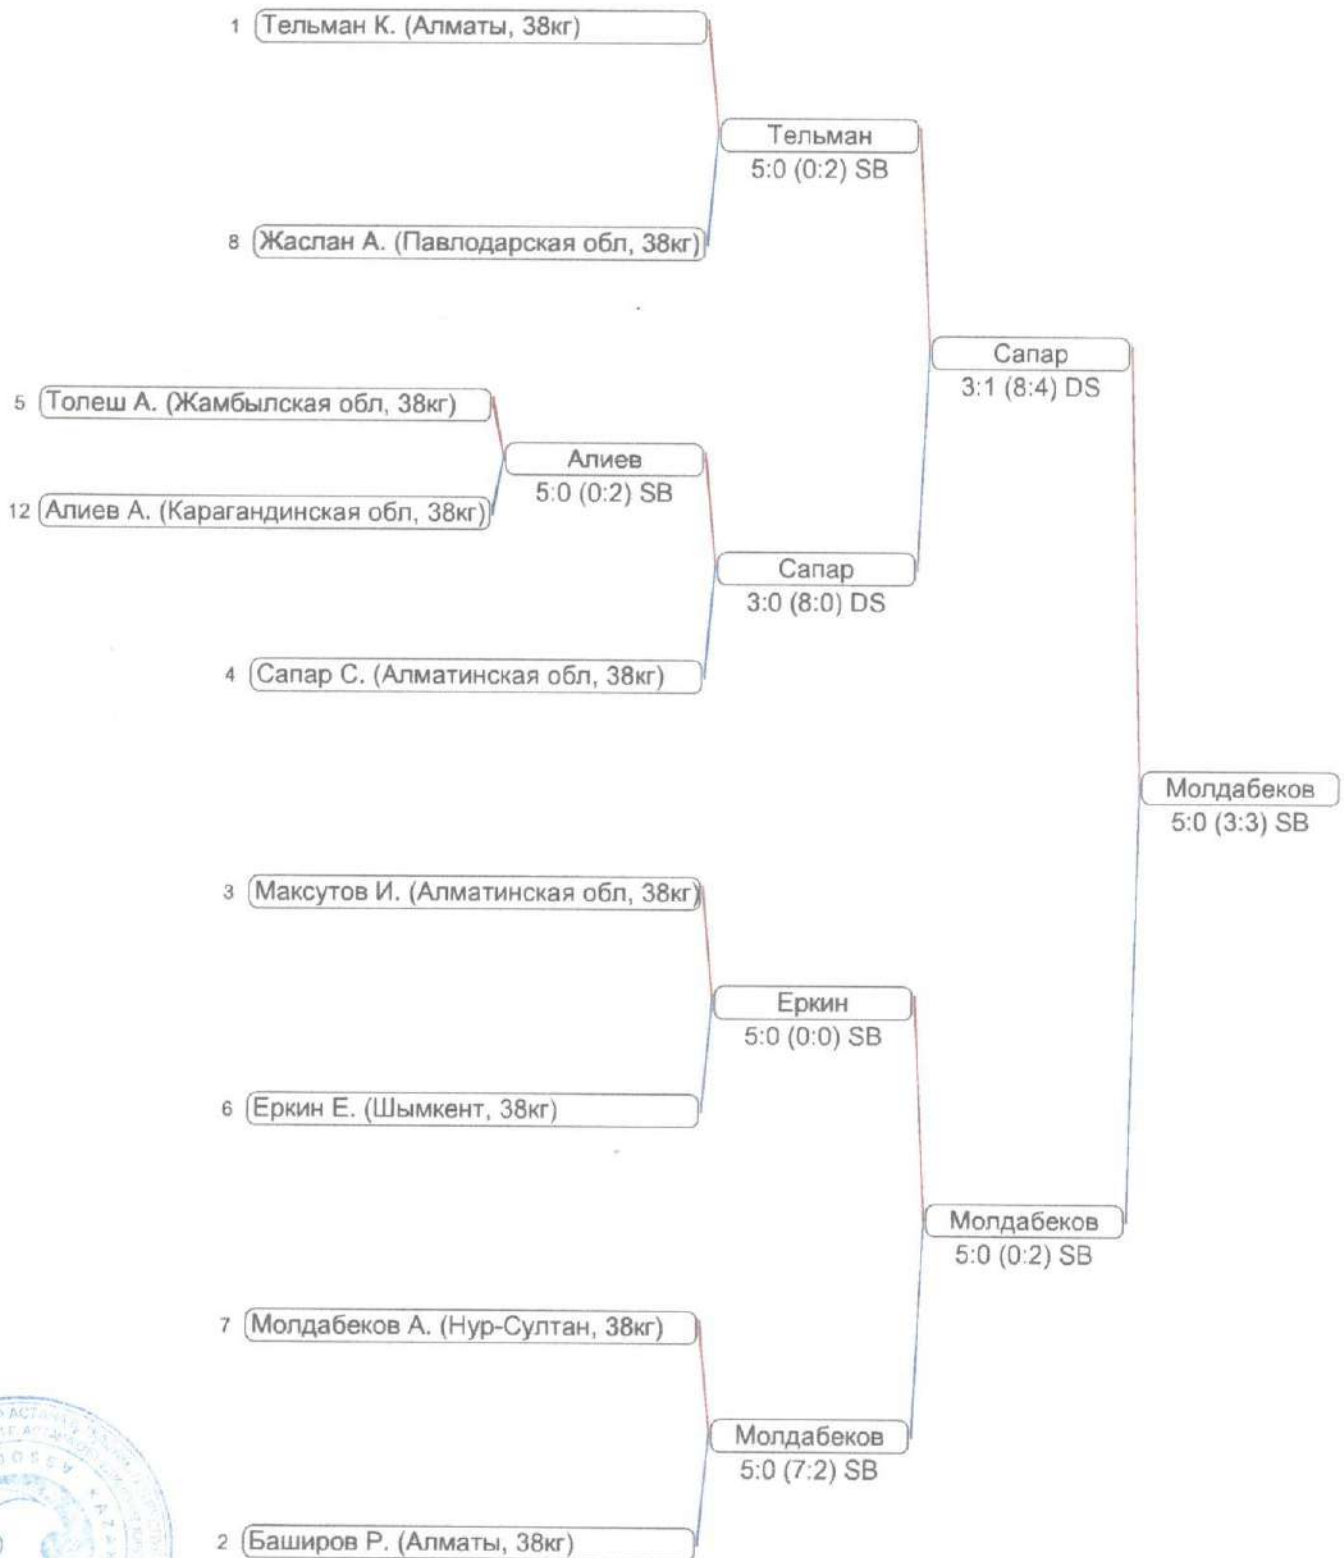 1 Тельман К. (Алматы, 38кг)
Тельман
5:0 (0:2) SB
8 Жаслан А. (Павлодарская обл, 38кг)
Сапар
3:1 (8:4) DS
5 Толеш А. (Жамбылская обл, 38кг)
Алиев
5:0 (0:2) SB
12 Алиев А. (Карагандинская обл, 38кг)
Сапар
3:0 (8:0) DS
4 Сапар С. (Алматинская обл, 38кг)
Молдабеков
5:0 (3:3) SB
3 Максутов И. (Алматинская обл, 38кг)
Еркин
5:0 (0:0) SB
6 Еркин Е. (Шымкент, 38кг)
Молдабеков
5:0 (0:2) SB
7 Молдабеков А. (Нур-Султан, 38кг)
Молдабеков
5:0 (7:2) SB
2 Баширов Р. (Алматы, 38кг)